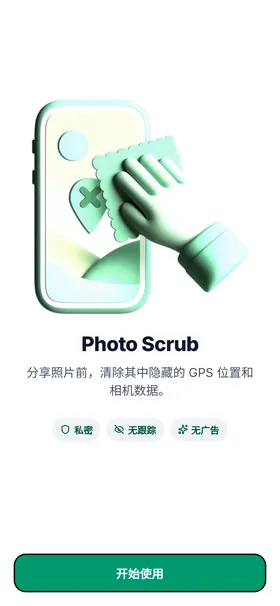 Photo Scrub
分享照片前，清除其中隐藏的 GPS 位置和
相机数据。
私密
无跟踪
无广告
开始使用